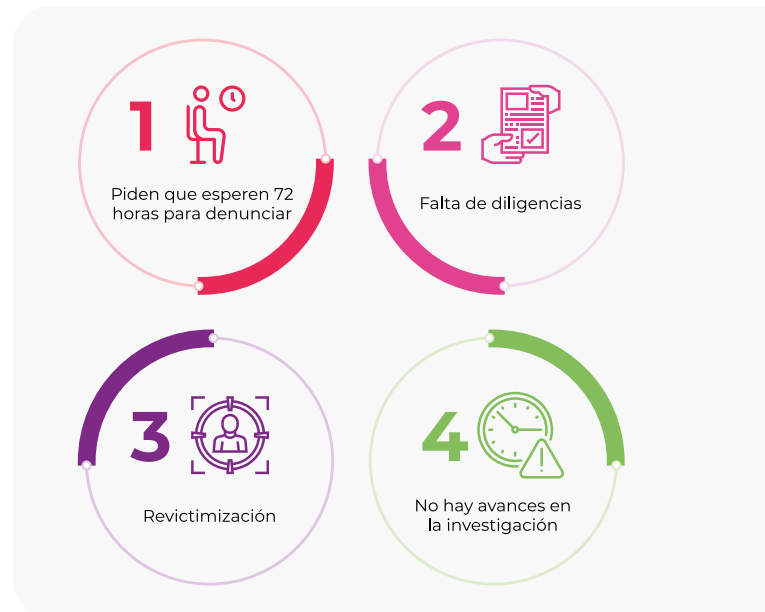 1
Piden que esperen 72
horas para denunciar
2
Falta de diligencias
3
Revictimización
4
No hay avances en
la investigación